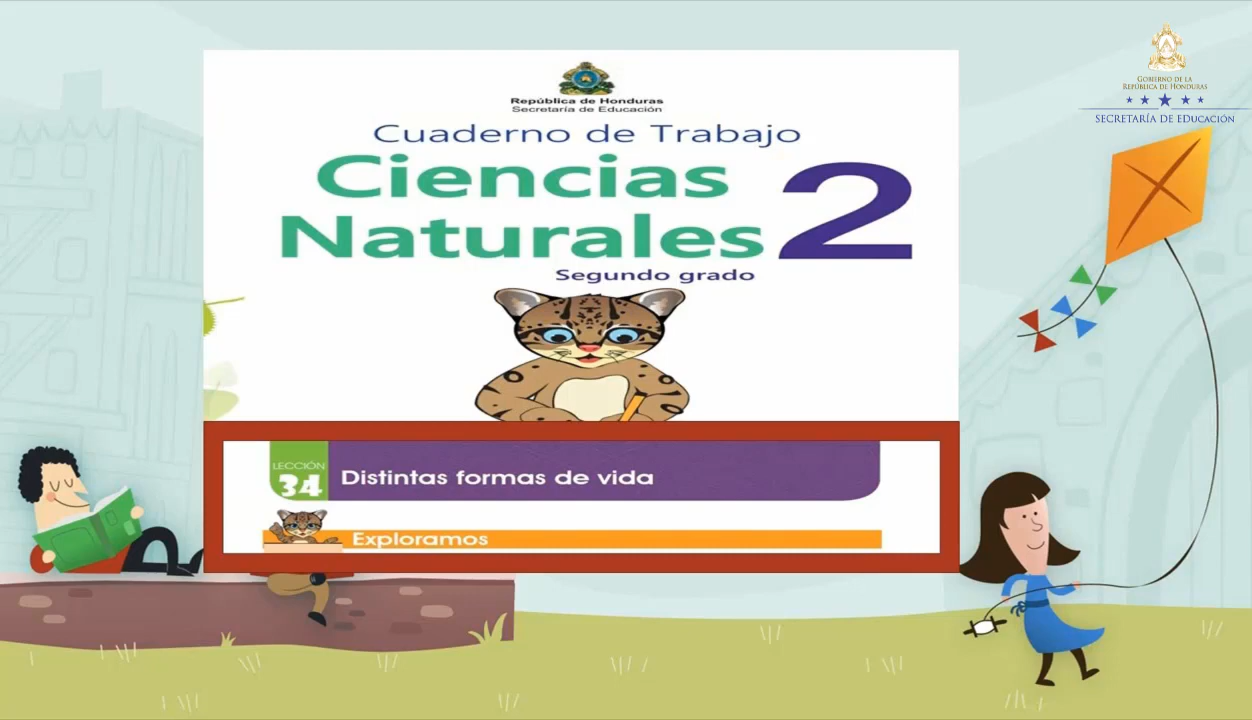 República de Honduras
Secretaría de Educación
Cuaderno de Trabajo
Ciencias
Naturales 2
Segundo grado
GOBIERNO DE LA
REPÚBLICA DE HONDURAS
SECRETARÍA DE EDUCACIÓN
LECCIÓN
34 Distintas formas de vida
Exploramos